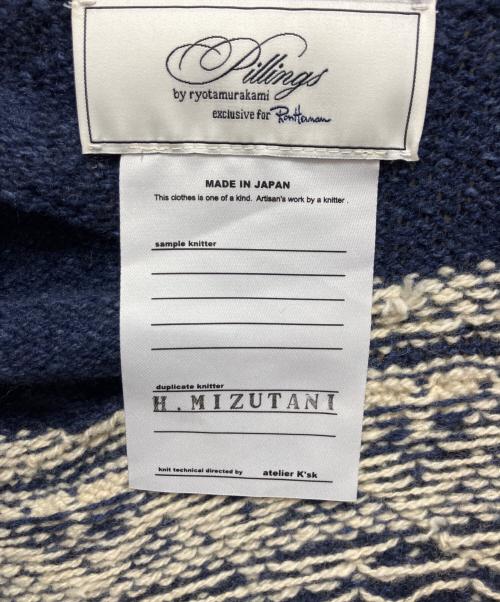 Pillings
by ryotamurakami
exclusive for Ron Herman
MADE IN JAPAN
This clothes is one of a kind. Artisan's work by a knitter.
sample knitter
duplicate knitter
H. MIZUTANI
knit technical directed by atelier K'sk